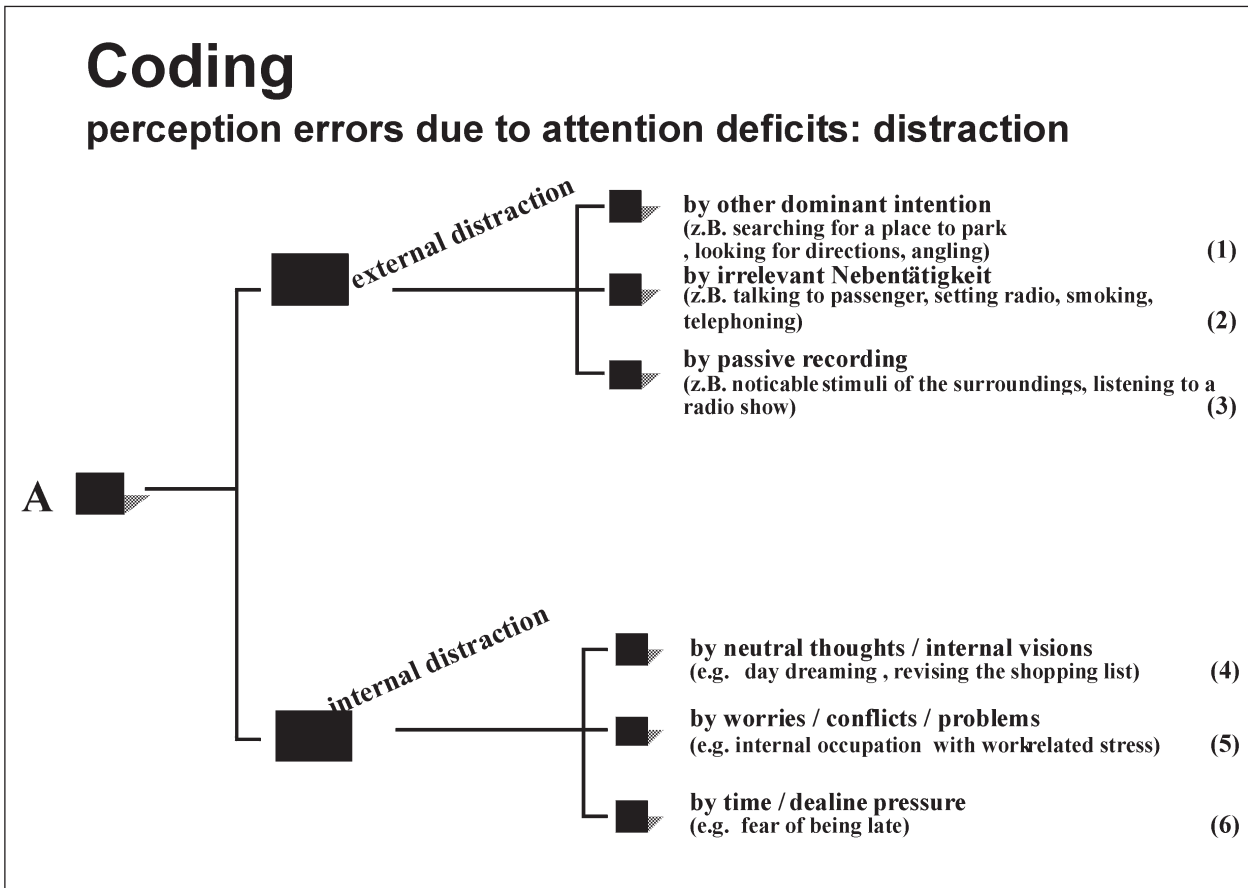 Coding
perception errors due to attention deficits: distraction
external distraction
by other dominant intention
(z.B. searching for a place to park
, looking for directions, angling) (1)
by irrelevant Nebentätigkeit
(z.B. talking to passenger, setting radio, smoking,
telephoning) (2)
by passive recording
(z.B. noticable stimuli of the surroundings, listening to a
radio show) (3)
A
internal distraction
by neutral thoughts / internal visions
(e.g. day dreaming , revising the shopping list) (4)
by worries / conflicts / problems
(e.g. internal occupation with work-related stress) (5)
by time / dealine pressure
(e.g. fear of being late) (6)